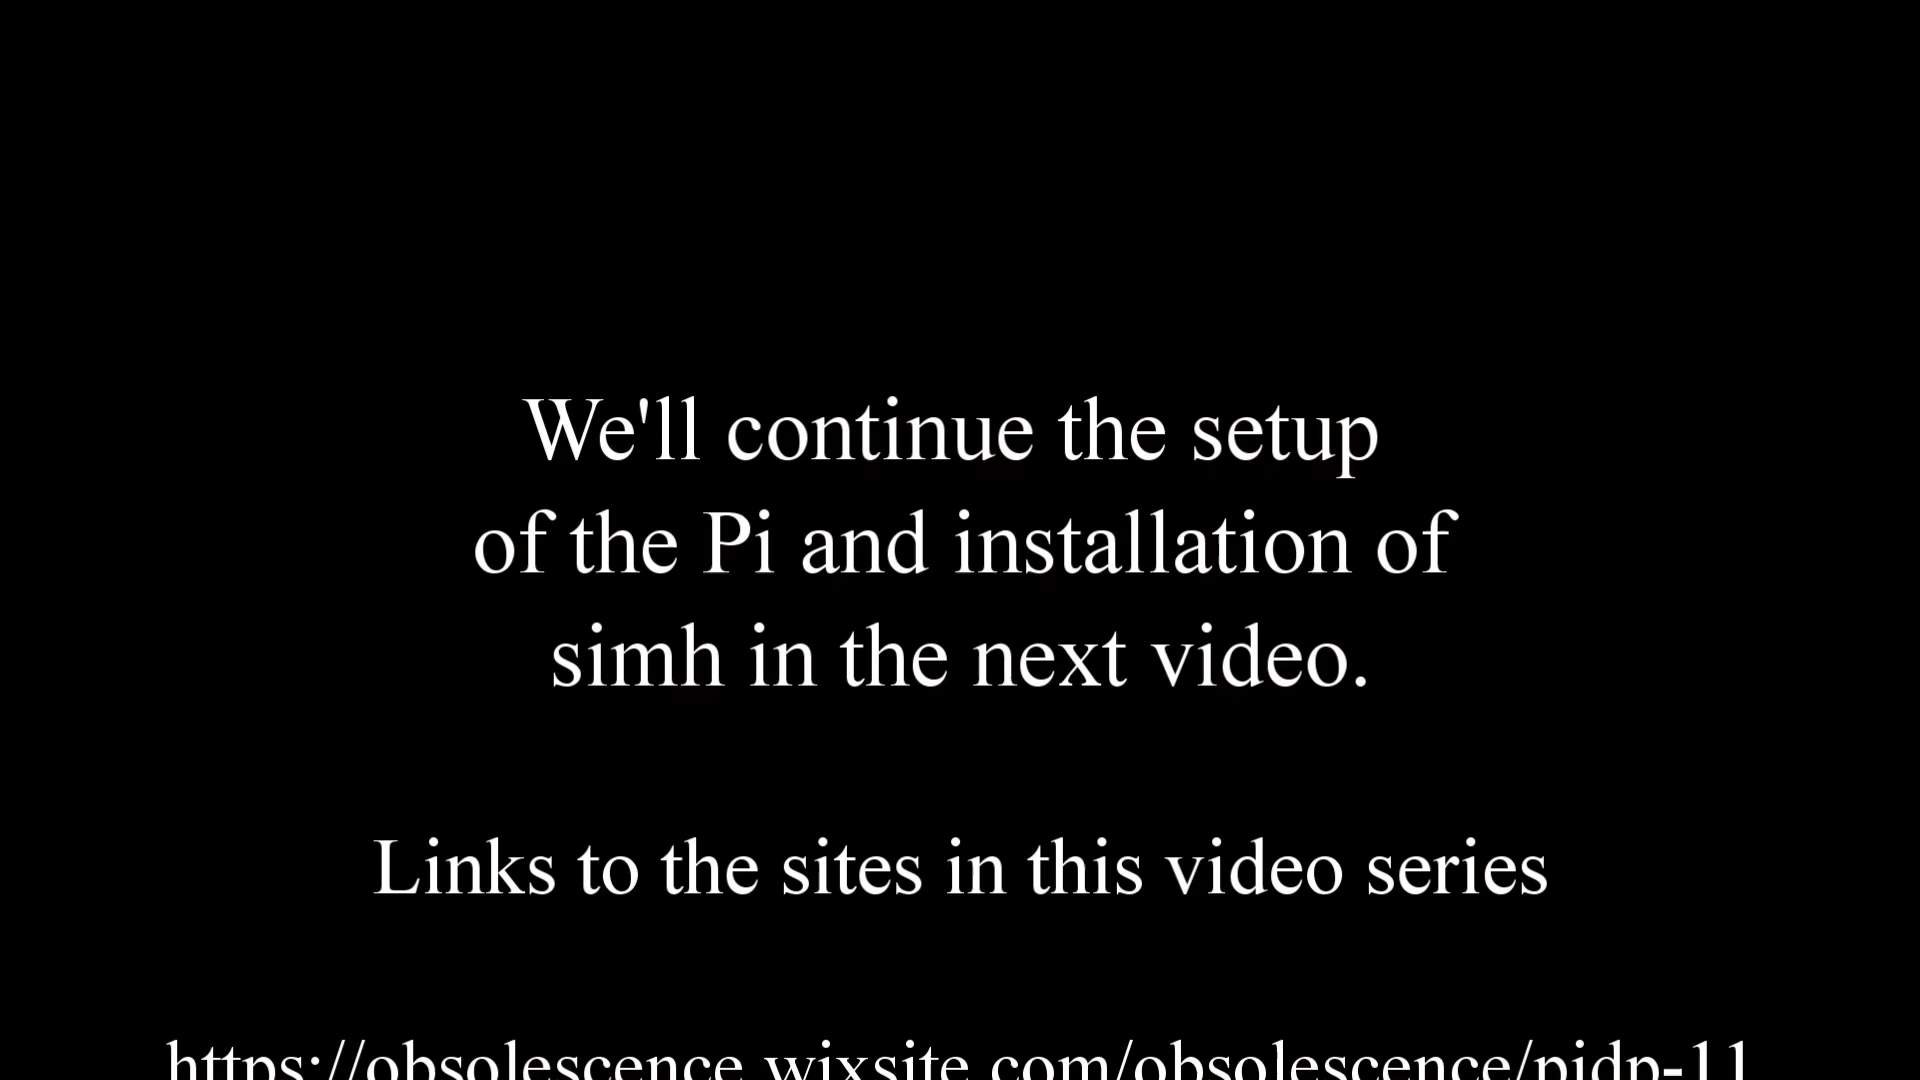 We'll continue the setup
of the Pi and installation of
simh in the next video.
Links to the sites in this video series
https://obsolescence.wixsite.com/obsolescence/pidp-11